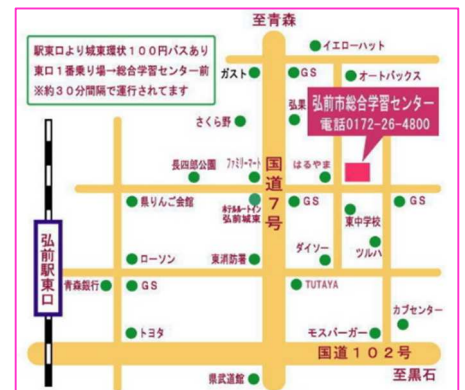 至青森
駅東口より城東環状100円バスあり
東口1番乗り場→総合学習センター前
※約30分間隔で運行されてます
イエローハット
ガスト
GS
オートバックス
弘果
弘前市総合学習センター
電話0172-26-4800
さくら野
国道7号
長四郎公園
ファミリーマート
はるやま
県りんご会館
ホテルルートイン
弘前城東
GS
東中学校
GS
弘前駅東口
ローソン
東消防署
ダイソー
ツルハ
青森銀行
GS
TUTAYA
カブセンター
トヨタ
モスバーガー
国道102号
至黒石
県武道館